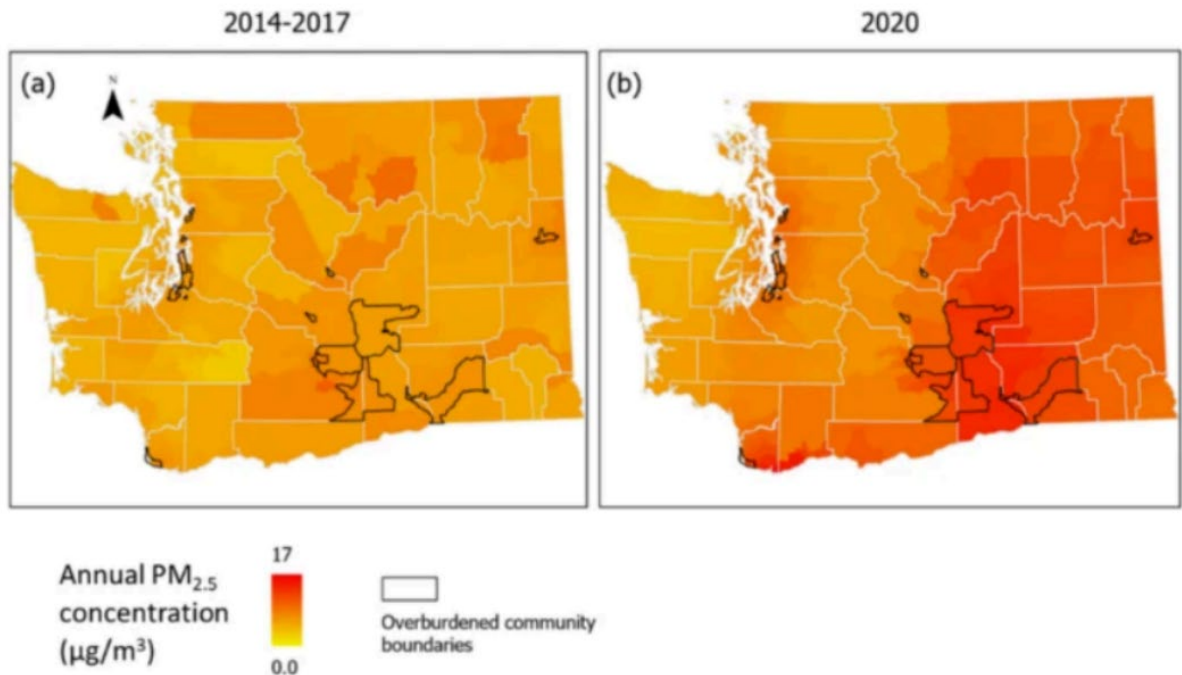 2014-2017
2020
(a)
N
(b)
Annual PM₂.₅
concentration
(µg/m³)
17
0.0
Overburdened community
boundaries